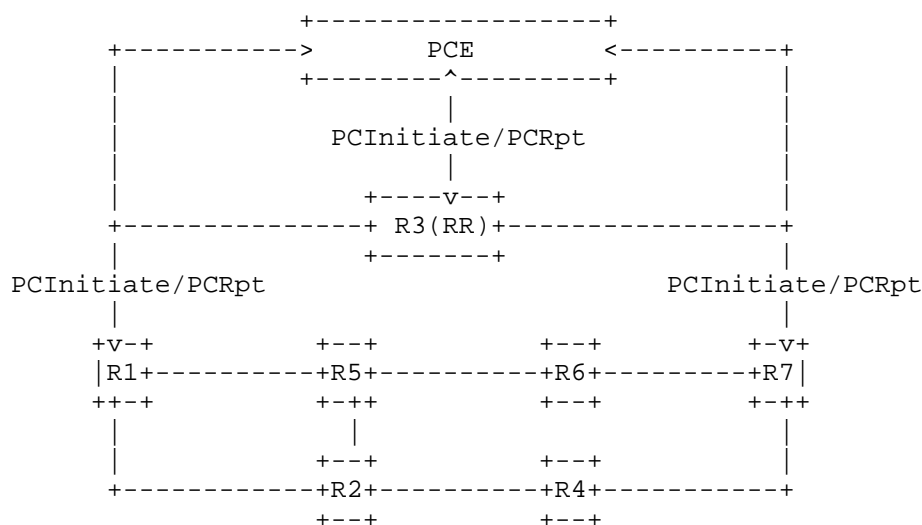 PCE
PCInitiate/PCRpt
R3(RR)
PCInitiate/PCRpt PCInitiate/PCRpt
R1 R5 R6 R7
R2 R4